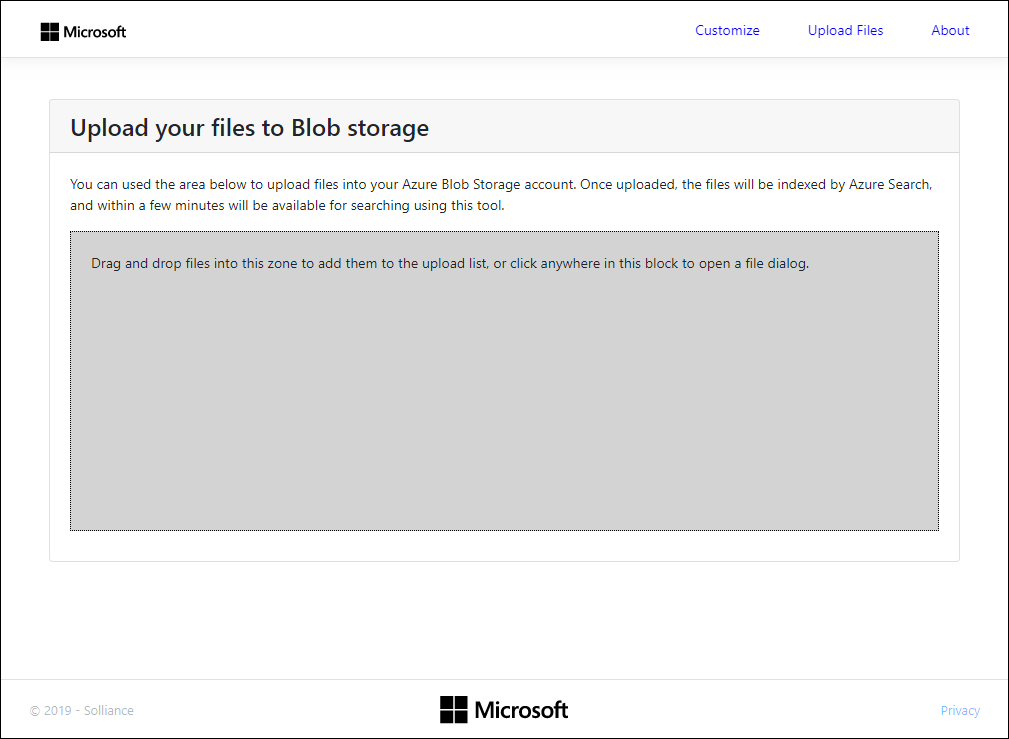 Microsoft
Customize
Upload Files
About
Upload your files to Blob storage
You can used the area below to upload files into your Azure Blob Storage account. Once uploaded, the files will be indexed by Azure Search,
and within a few minutes will be available for searching using this tool.
Drag and drop files into this zone to add them to the upload list, or click anywhere in this block to open a file dialog.
© 2019 - Solliance
Microsoft
Privacy